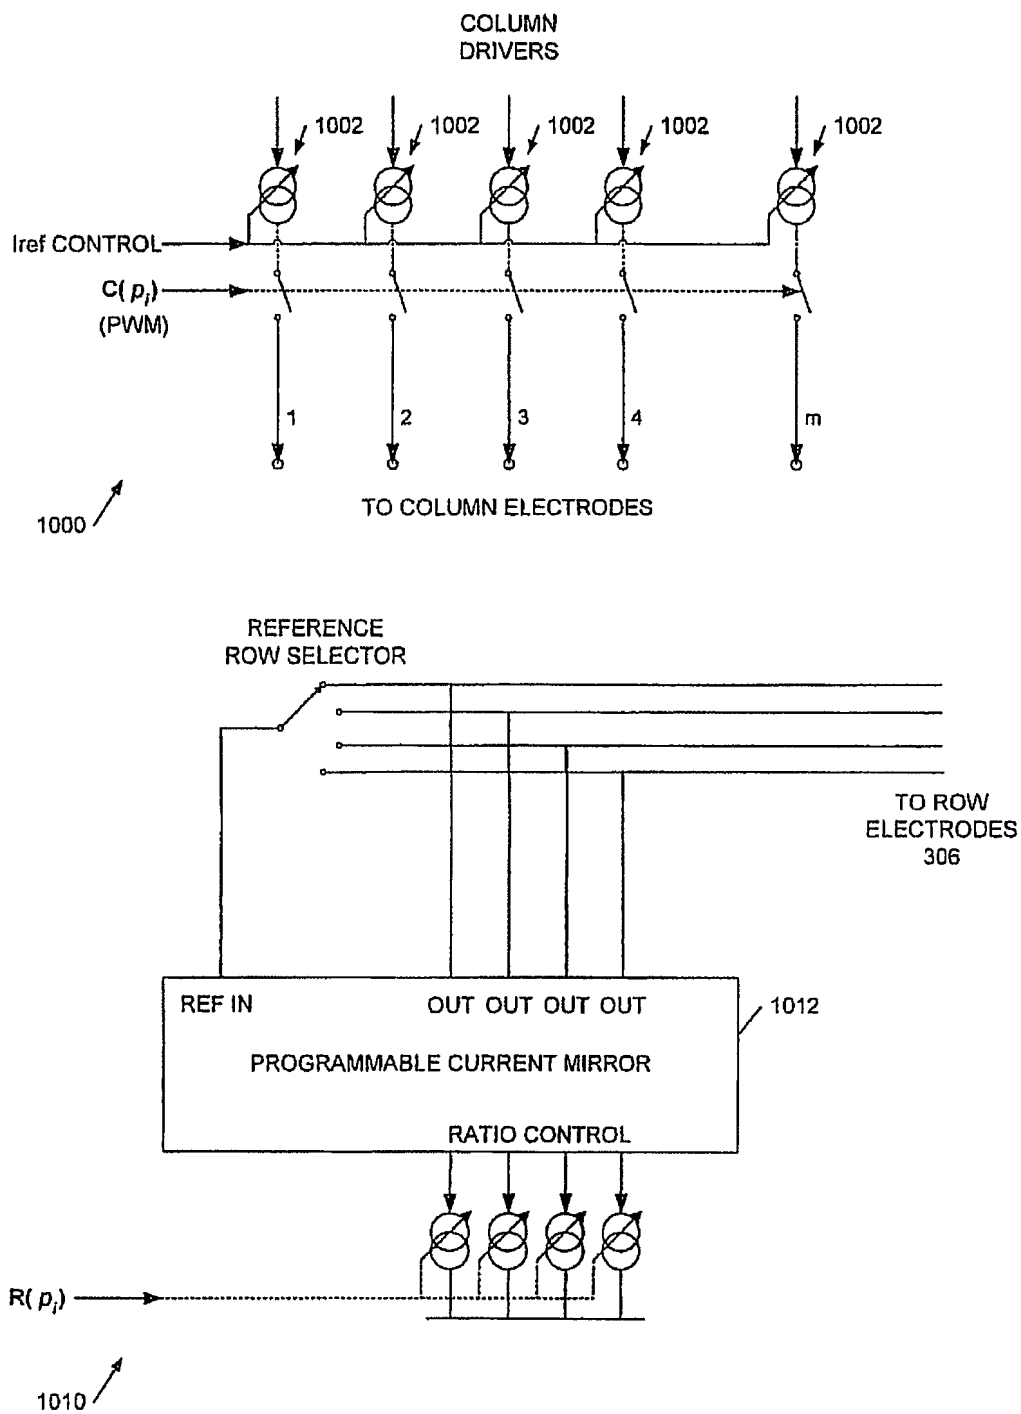 COLUMN
DRIVERS
1002 1002 1002 1002 1002
Iref CONTROL
C( pi)
(PWM)
1 2 3 4 m
TO COLUMN ELECTRODES
1000
REFERENCE
ROW SELECTOR
TO ROW
ELECTRODES
306
REF IN OUT OUT OUT OUT
1012
PROGRAMMABLE CURRENT MIRROR
RATIO CONTROL
R( pi)
1010